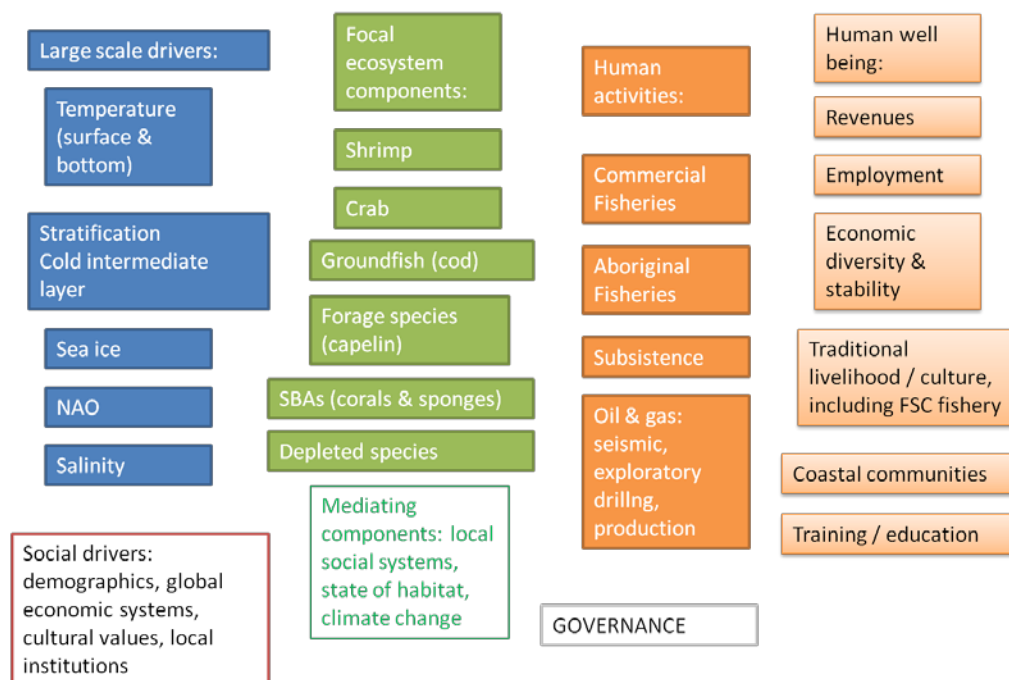 Large scale drivers:
Temperature
(surface &
bottom)
Stratification
Cold intermediate
layer
Sea ice
NAO
Salinity
Social drivers:
demographics, global
economic systems,
cultural values, local
institutions
Focal
ecosystem
components:
Shrimp
Crab
Groundfish (cod)
Forage species
(capelin)
SBAs (corals & sponges)
Depleted species
Mediating
components: local
social systems,
state of habitat,
climate change
Human
activities:
Commercial
Fisheries
Aboriginal
Fisheries
Subsistence
Oil & gas:
seismic,
exploratory
drillng,
production
GOVERNANCE
Human well
being:
Revenues
Employment
Economic
diversity &
stability
Traditional
livelihood / culture,
including FSC fishery
Coastal communities
Training / education